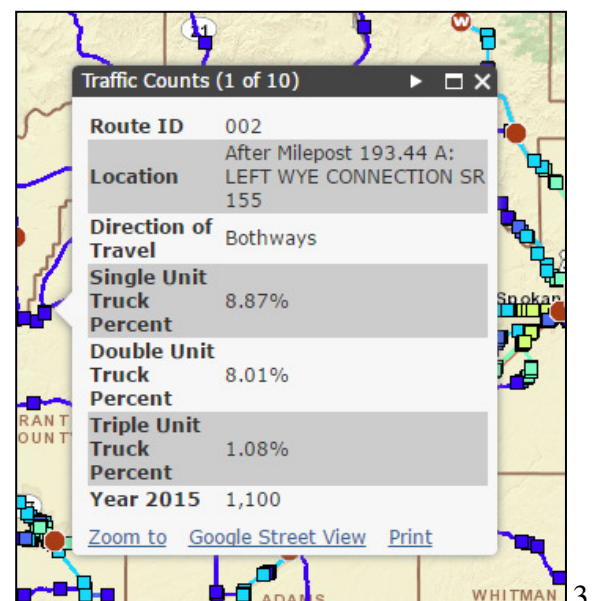 21
W
Traffic Counts (1 of 10)
Route ID 002
Location After Milepost 193.44 A:
LEFT WYE CONNECTION SR
155
Direction of
Travel Bothways
Single Unit
Truck
Percent 8.87%
Double Unit
Truck
Percent 8.01%
Triple Unit
Truck
Percent 1.08%
Year 2015 1,100
Zoom to Google Street View Print
Spokan
RANT
OUNT
ADAMS
WHITMAN
3